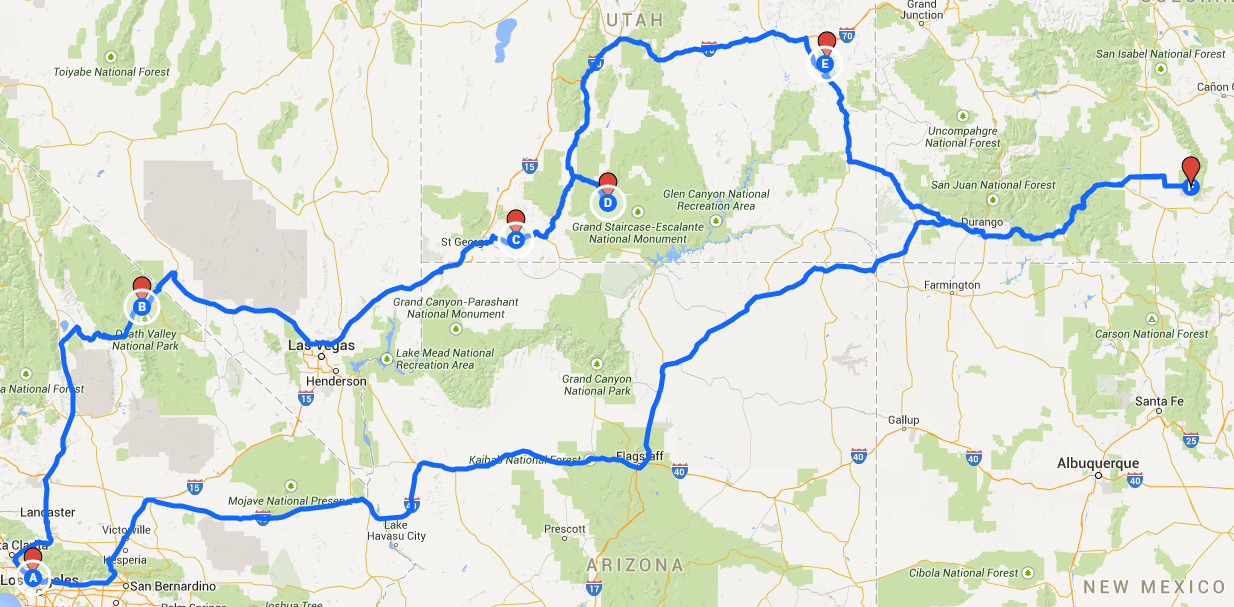 UTAH
Grand
Junction
COLORA
70
Toiyabe National Forest
San Isabel National Forest
Cañon C
70
E
Uncompahgre
National Forest
15
San Juan National Forest
D
Glen Canyon National
Recreation Area
St George
C
Grand Staircase-Escalante
National Monument
Durango
Farmington
B
Grand Canyon-Parashant
National Monument
Death Valley
National Park
Las Vegas
Lake Mead National
Recreation Area
Henderson
Carson National Forest
Grand Canyon
National Park
a National Forest
15
Santa Fe
Gallup
25
Kaibab National Forest
Flagstaff
40
40
40
Albuquerque
40
15
Mojave National Preserve
Lancaster
Lake
Havasu City
Victorville
Prescott
ta Clarita
Hesperia
ARIZONA
A
Los Angeles
San Bernardino
17
Cibola National Forest
NEW MEXICO
Palm Springs
Joshua Tree